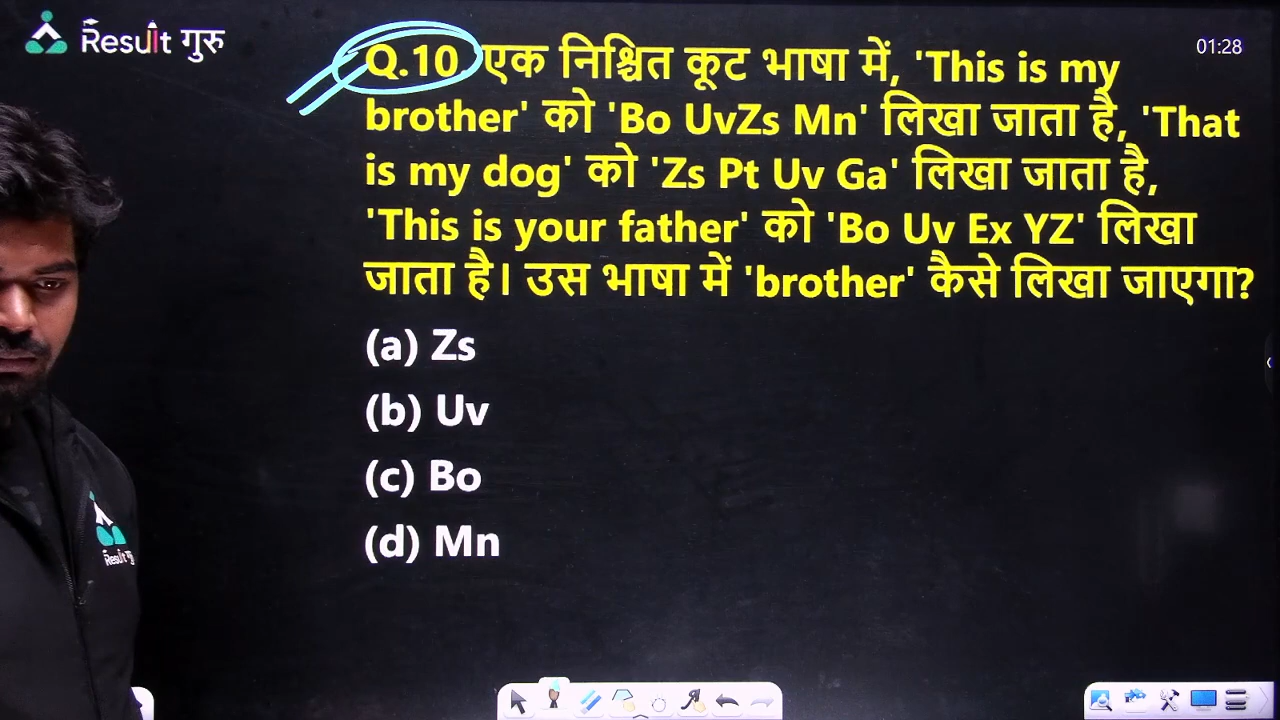 Result गुरु
01:28
Q.10 एक निश्चित कूट भाषा में, 'This is my
brother' को 'Bo UvZs Mn' लिखा जाता है, 'That
is my dog' को 'Zs Pt Uv Ga' लिखा जाता है,
'This is your father' को 'Bo Uv Ex YZ' लिखा
जाता है। उस भाषा में 'brother' कैसे लिखा जाएगा?
(a) Zs
(b) Uv
(c) Bo
(d) Mn
Result गु